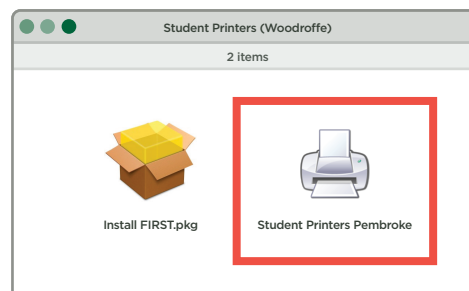 Student Printers (Woodroffe)
2 items
Install FIRST.pkg
Student Printers Pembroke